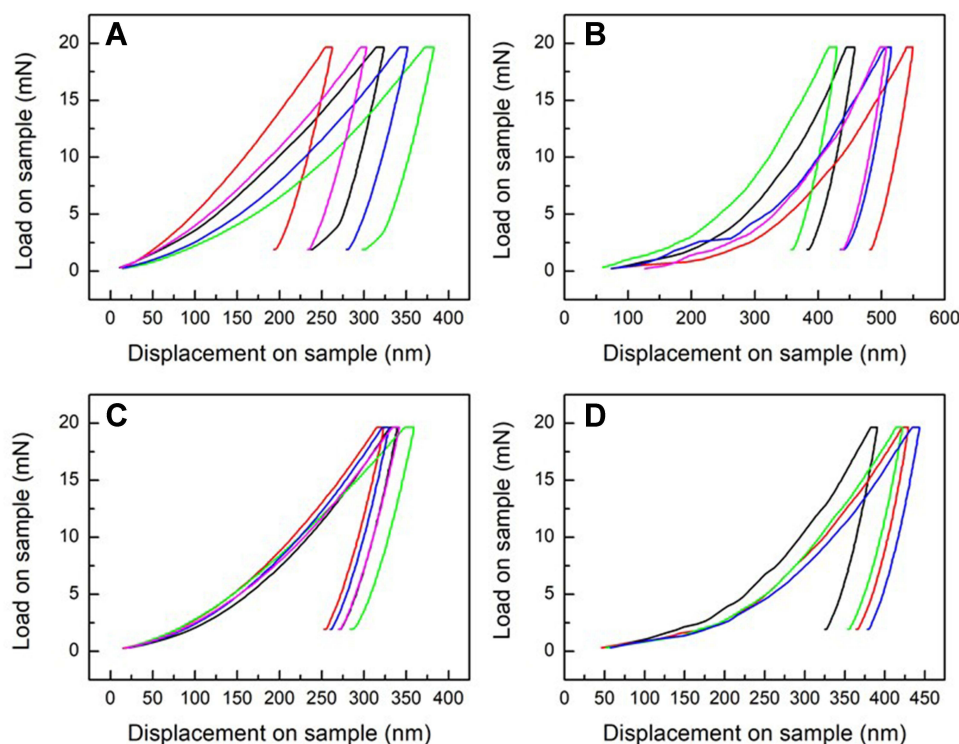 A
Load on sample (mN)
20
15
10
5
0
0 50 100 150 200 250 300 350 400
Displacement on sample (nm)
B
Load on sample (mN)
20
15
10
5
0
0 100 200 300 400 500 600
Displacement on sample (nm)
C
Load on sample (mN)
20
15
10
5
0
0 50 100 150 200 250 300 350 400
Displacement on sample (nm)
D
Load on sample (mN)
20
15
10
5
0
0 50 100 150 200 250 300 350 400 450
Displacement on sample (nm)